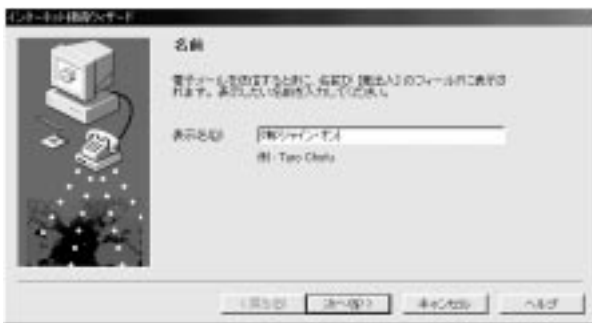 インターネット接続ウィザード
名前
電子メールを送信するときに、名前が [差出人] のフィールドに表示さ
れます。表示したい名前を入力してください。
表示名(D):
例: Taro Chofu
< 戻る(B)
次へ(N) >
キャンセル
ヘルプ